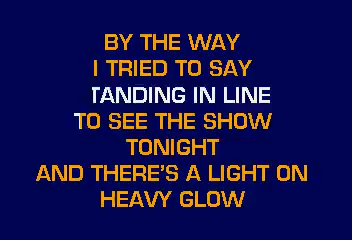 BY THE WAY
I TRIED TO SAY
TANDING IN LINE
TO SEE THE SHOW
TONIGHT
AND THERE'S A LIGHT ON
HEAVY GLOW